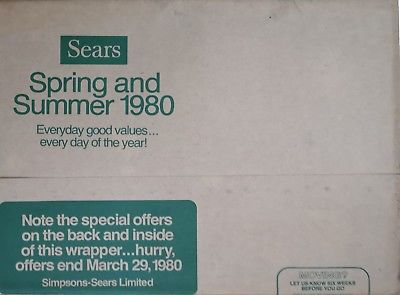 Sears
Spring and
Summer 1980
Everyday good values...
every day of the year!
Note the special offers
on the back and inside
of this wrapper...hurry,
offers end March 29, 1980
Simpsons-Sears Limited
MOVING?
LET US KNOW SIX WEEKS
BEFORE YOU GO